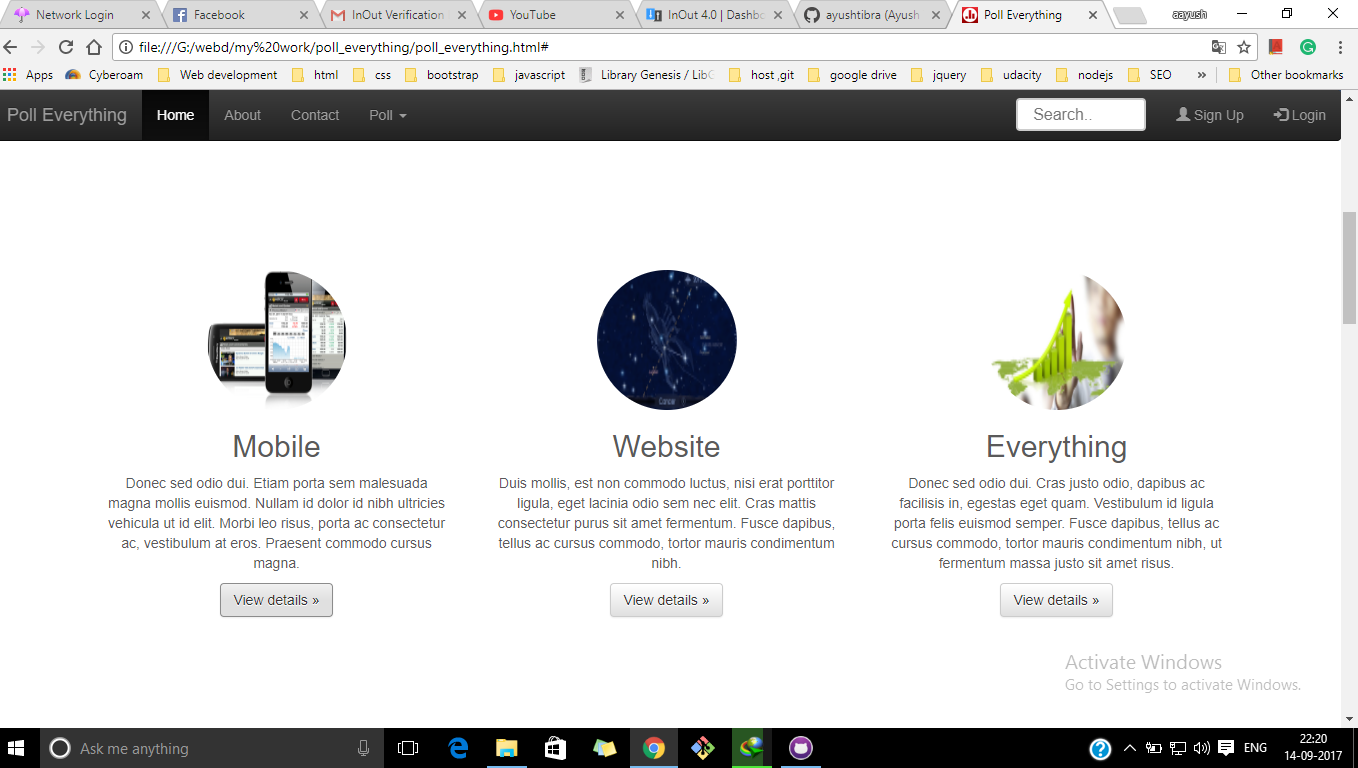 Network Login
Facebook
InOut Verification
YouTube
InOut 4.0 | Dashbo
ayushtibra (Ayush
Poll Everything
aayush
file:///G:/webd/my%20work/poll_everything/poll_everything.html#
Apps
Cyberoam
Web development
html
css
bootstrap
javascript
Library Genesis / LibG
host ,git
google drive
jquery
udacity
nodejs
SEO
»
Other bookmarks
Poll Everything
Home
About
Contact
Poll
Search..
Sign Up
Login
Mobile
Donec sed odio dui. Etiam porta sem malesuada
magna mollis euismod. Nullam id dolor id nibh ultricies
vehicula ut id elit. Morbi leo risus, porta ac consectetur
ac, vestibulum at eros. Praesent commodo cursus
magna.
View details »
Website
Duis mollis, est non commodo luctus, nisi erat porttitor
ligula, eget lacinia odio sem nec elit. Cras mattis
consectetur purus sit amet fermentum. Fusce dapibus,
tellus ac cursus commodo, tortor mauris condimentum
nibh.
View details »
Everything
Donec sed odio dui. Cras justo odio, dapibus ac
facilisis in, egestas eget quam. Vestibulum id ligula
porta felis euismod semper. Fusce dapibus, tellus ac
cursus commodo, tortor mauris condimentum nibh, ut
fermentum massa justo sit amet risus.
View details »
Activate Windows
Go to Settings to activate Windows.
Ask me anything
ENG
22:20
14-09-2017